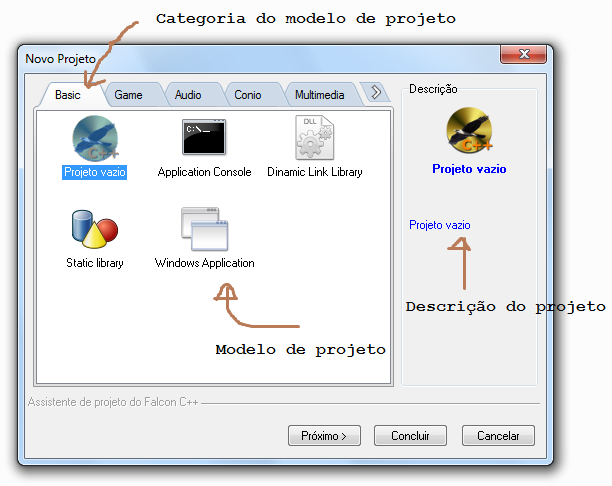 Categoria do modelo de projeto
Novo Projeto
Basic
Game
Audio
Conio
Multimedia
Descrição
C:\._
DLL
C++
C++
Projeto vazio
Application Console
Dinamic Link Library
Projeto vazio
Projeto vazio
Static library
Windows Application
Descrição do projeto
Modelo de projeto
Assistente de projeto do Falcon C++
Próximo >
Concluir
Cancelar